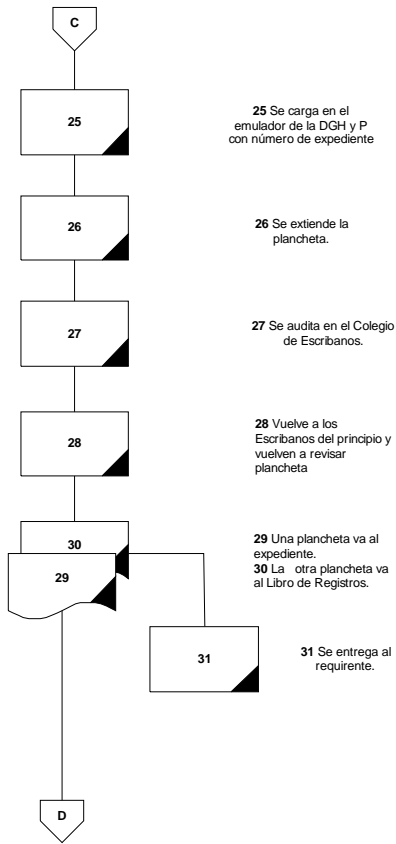 C
25
25 Se carga en el
emulador de la DGH y P
con número de expediente
26
26 Se extiende la
plancheta.
27
27 Se audita en el Colegio
de Escribanos.
28
28 Vuelve a los
Escribanos del principio y
vuelven a revisar
plancheta
30
29
29 Una plancheta va al
expediente.
30 La otra plancheta va
al Libro de Registros.
31
31 Se entrega al
requirente.
D